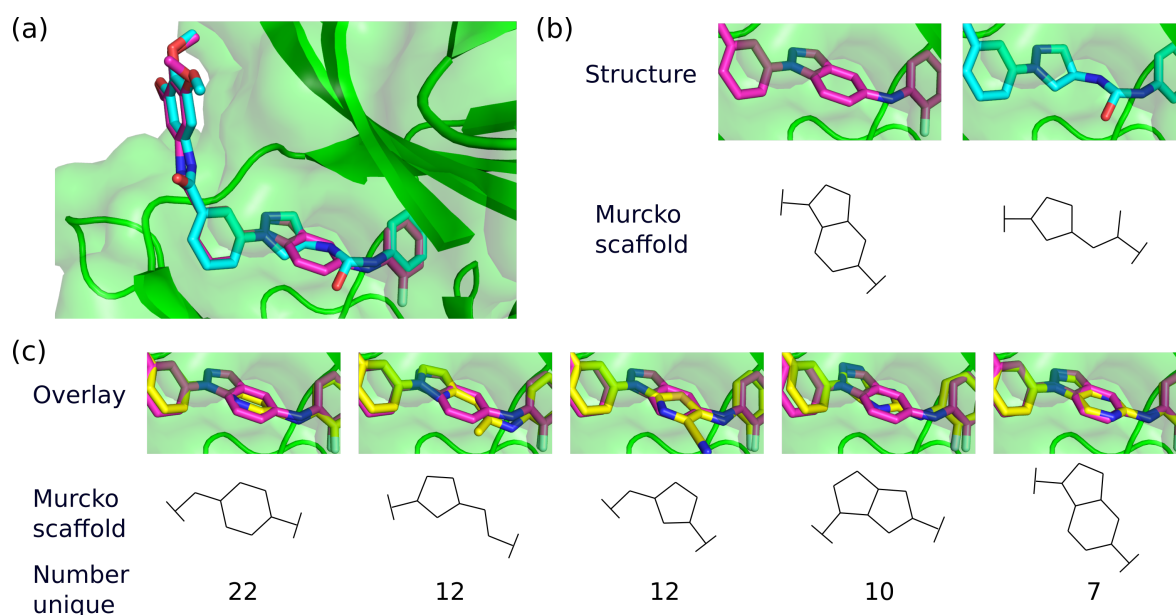 (a)
(b)
Structure
Murcko
scaffold
(c)
Overlay
Murcko
scaffold
Number
unique
22
12
12
10
7